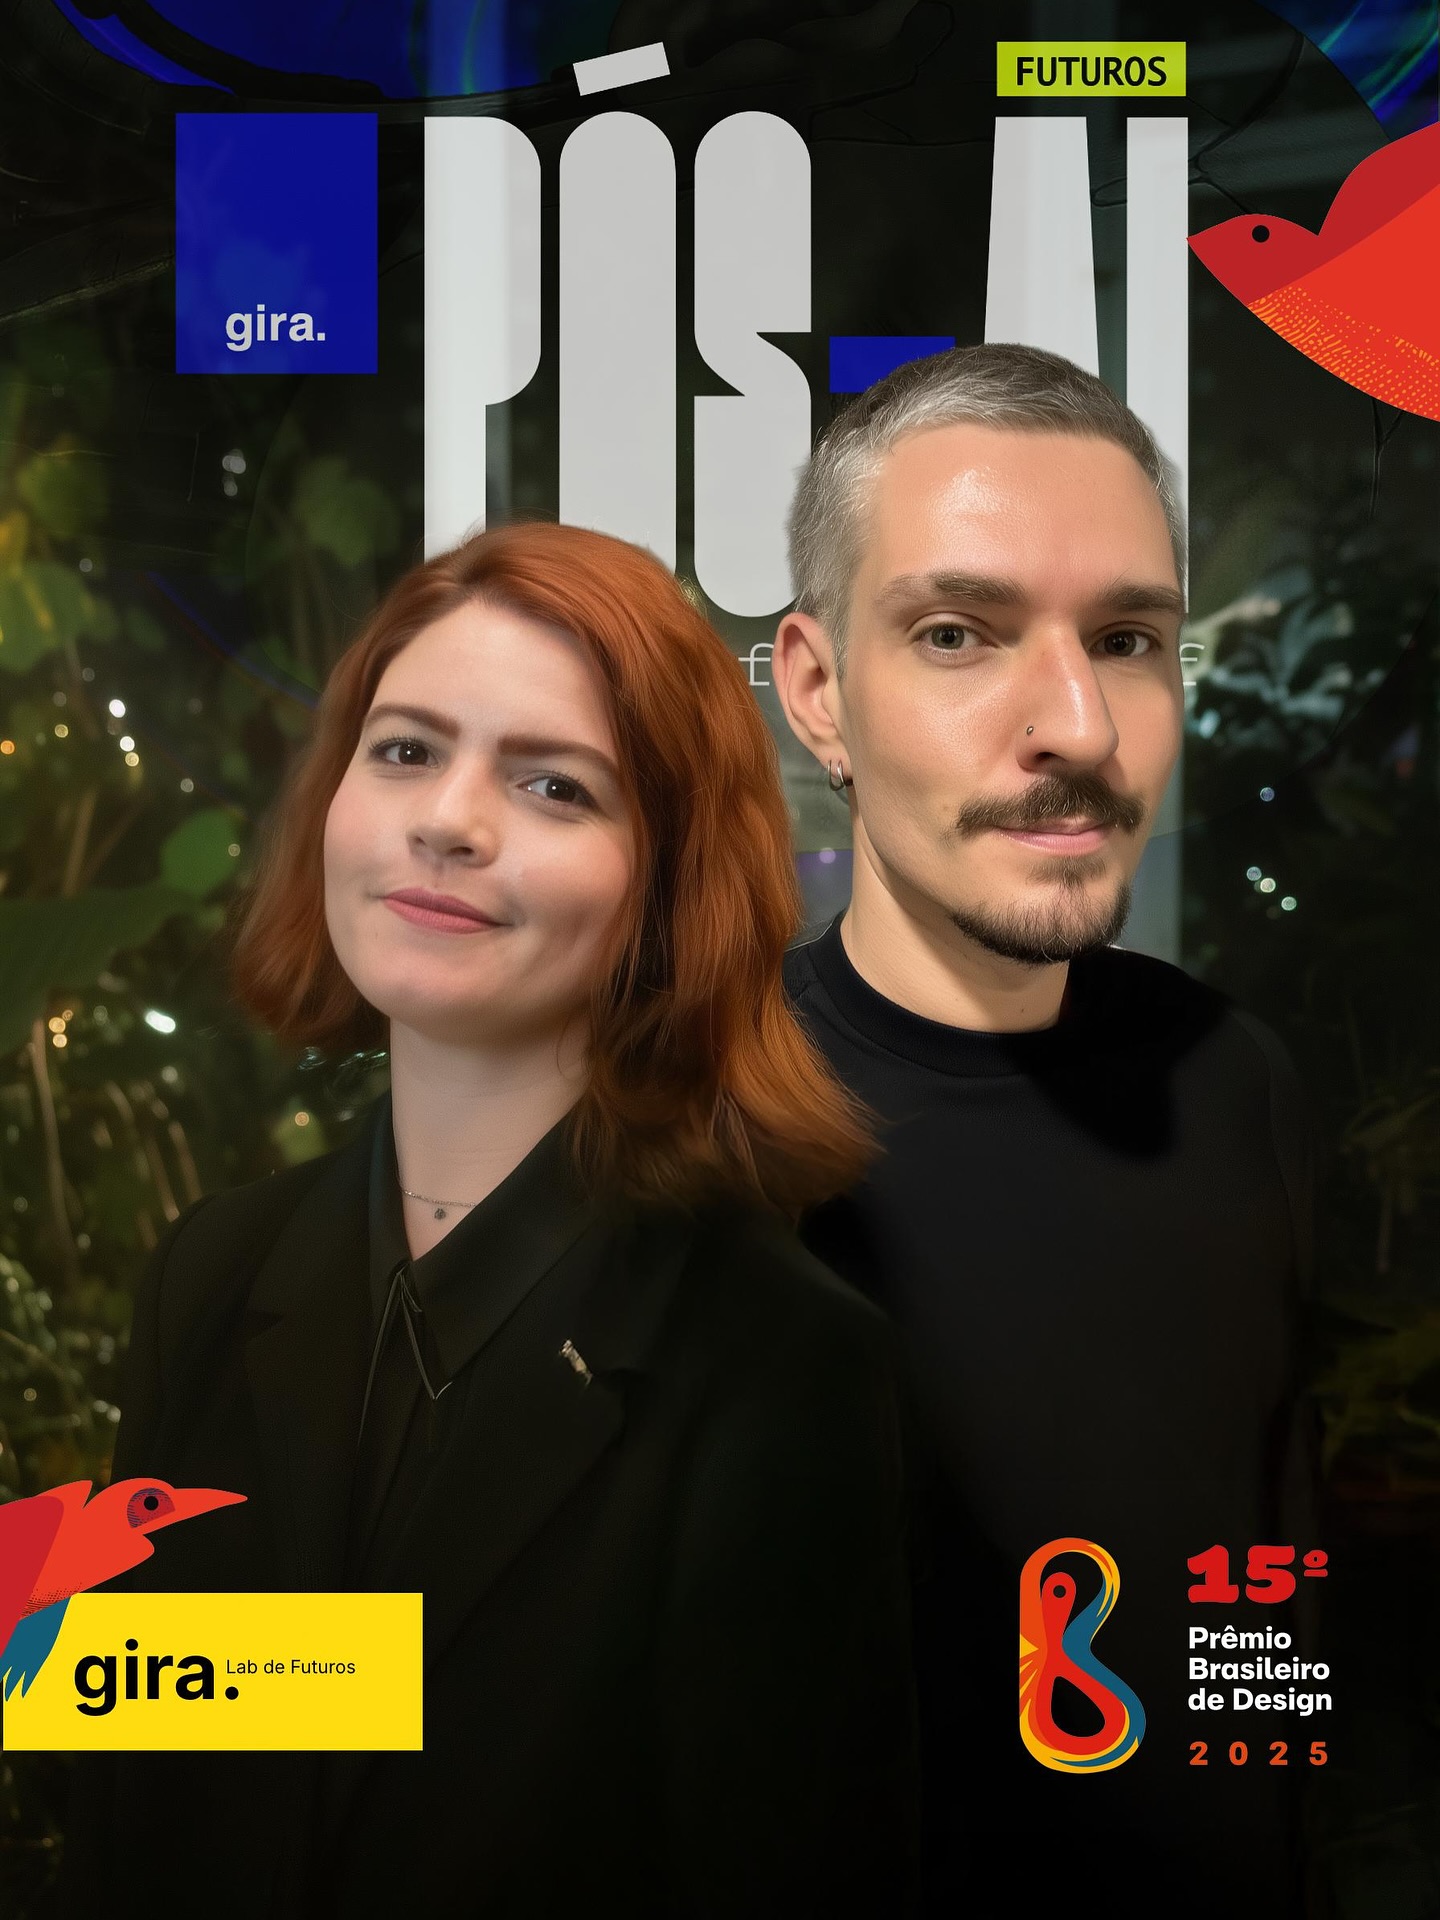 FUTUROS
gira.
PÓS-AI
gira.
Lab de Futuros
15º
Prêmio
Brasileiro
de Design
2025